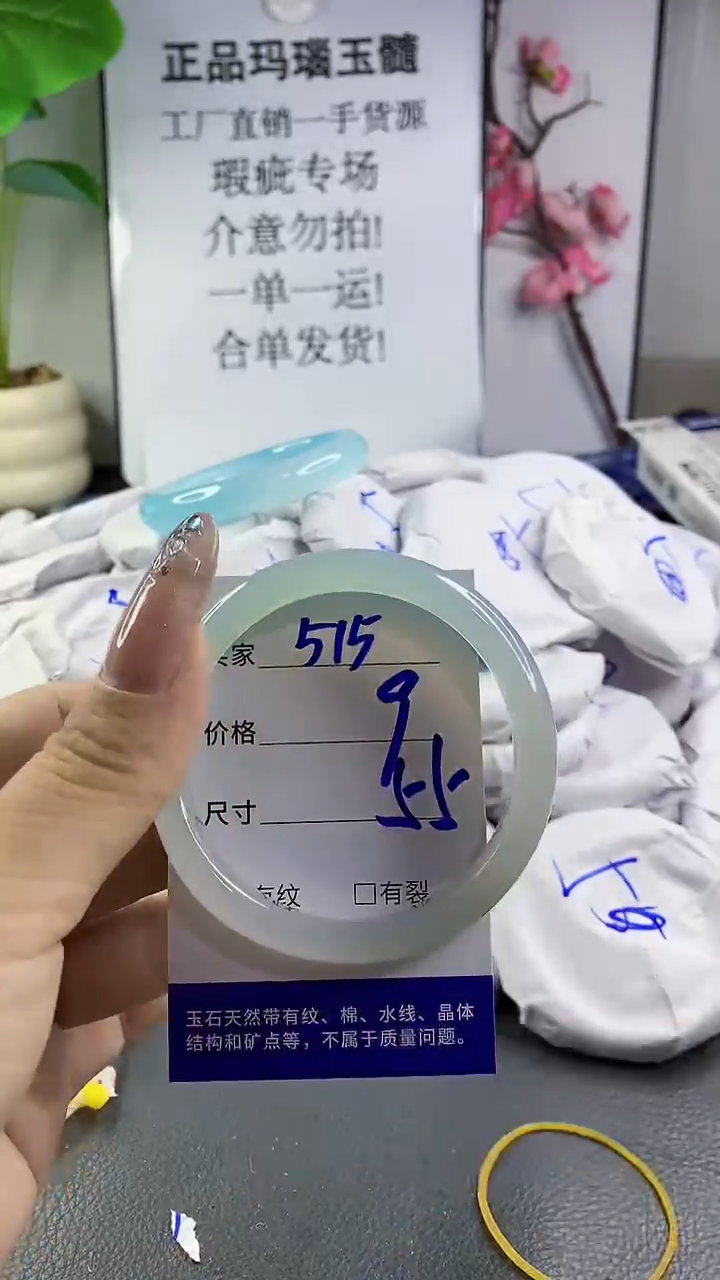 正品玛瑙玉髓
工厂直销一手货源
瑕疵专场
介意勿拍!
一单一运!
合单发货!
家 515
价格 9
尺寸 55
纹 □有裂
玉石天然带有纹、棉、水线、晶体
结构和矿点等，不属于质量问题。